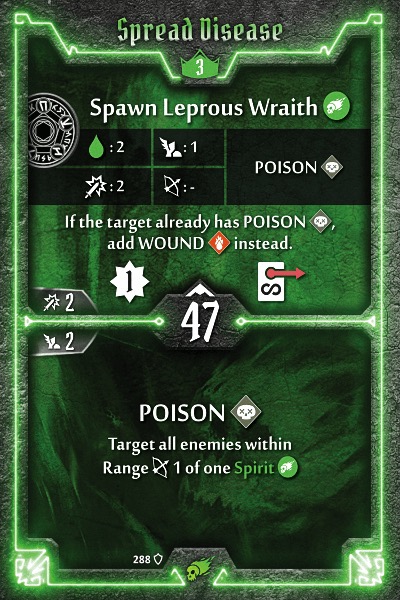 Spread Disease
3
Spawn Leprous Wraith
: 2 : 1
POISON
: 2 : -
If the target already has POISON ,
add WOUND instead.
1
2
47
2
POISON
Target all enemies within
Range 1 of one Spirit
288